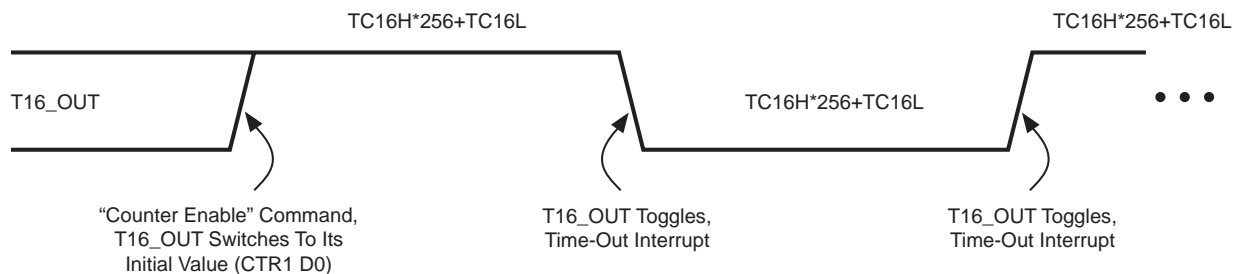 TC16H*256+TC16L
TC16H*256+TC16L
T16_OUT
TC16H*256+TC16L
“Counter Enable” Command,
T16_OUT Switches To Its
Initial Value (CTR1 D0)
T16_OUT Toggles,
Time-Out Interrupt
T16_OUT Toggles,
Time-Out Interrupt